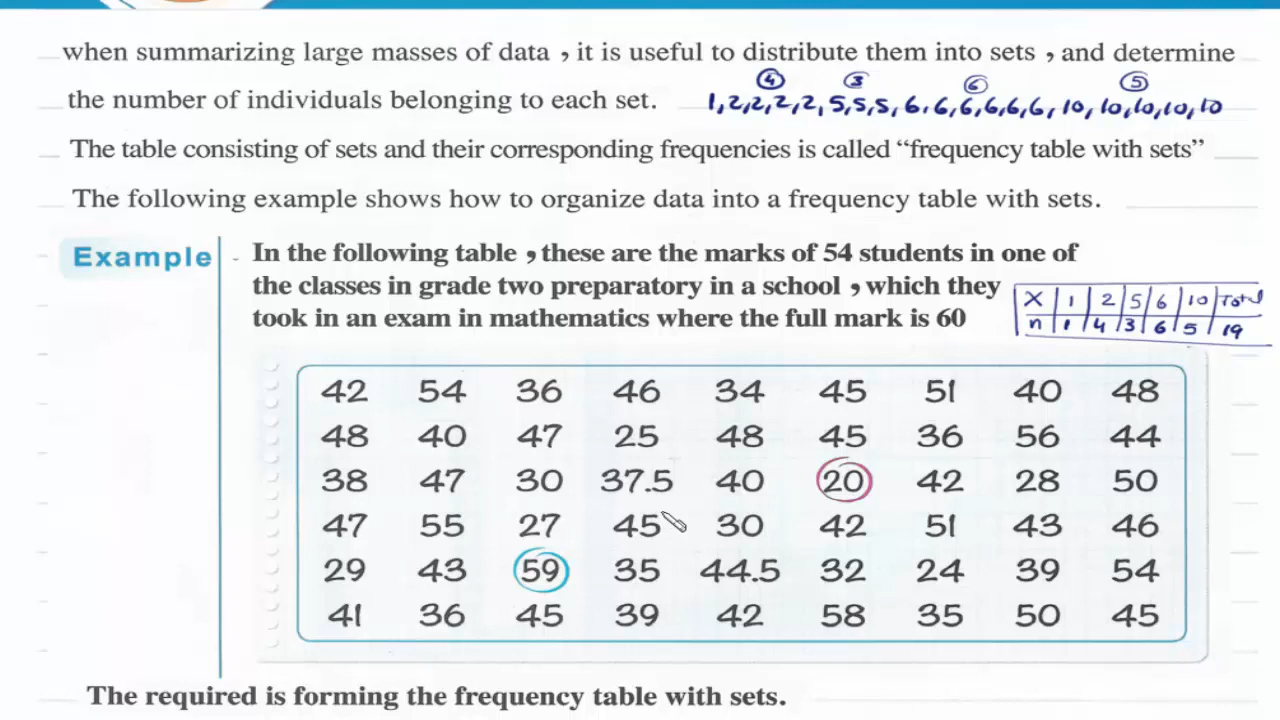 when summarizing large masses of data , it is useful to distribute them into sets , and determine
④ ③ ⑥ ⑤
the number of individuals belonging to each set. 1,2,2,2,2,5,5,5,6,6,6,6,6,6,10,10,10,10,10
The table consisting of sets and their corresponding frequencies is called “frequency table with sets”
The following example shows how to organize data into a frequency table with sets.
Example
In the following table , these are the marks of 54 students in one of
the classes in grade two preparatory in a school , which they
took in an exam in mathematics where the full mark is 60
X 1 2 5 6 10 Total
n 1 4 3 6 5 19
42 54 36 46 34 45 51 40 48
48 40 47 25 48 45 36 56 44
38 47 30 37.5 40 20 42 28 50
47 55 27 45 30 42 51 43 46
29 43 59 35 44.5 32 24 39 54
41 36 45 39 42 58 35 50 45
The required is forming the frequency table with sets.